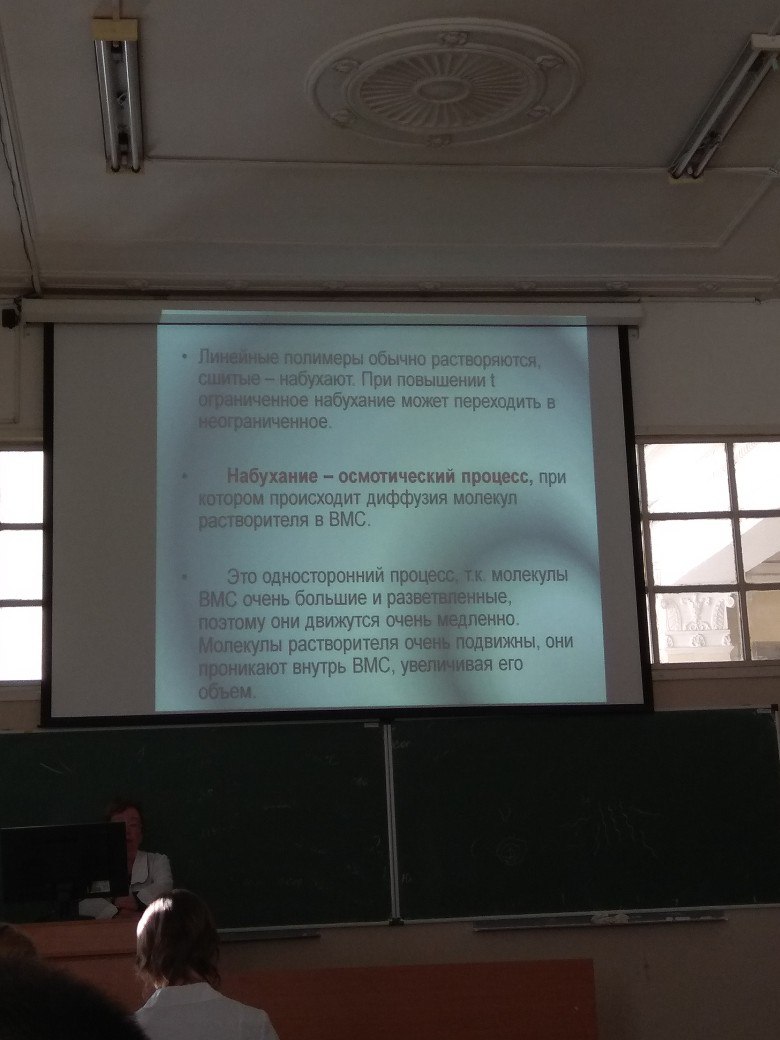 • Линейные полимеры обычно растворяются,
сшитые – набухают. При повышении t
ограниченное набухание может переходить в
неограниченное.
• Набухание – осмотический процесс, при
котором происходит диффузия молекул
растворителя в ВМС.
• Это односторонний процесс, т.к. молекулы
ВМС очень большие и разветвленные,
поэтому они движутся очень медленно.
Молекулы растворителя очень подвижны, они
проникают внутрь ВМС, увеличивая его
объем.